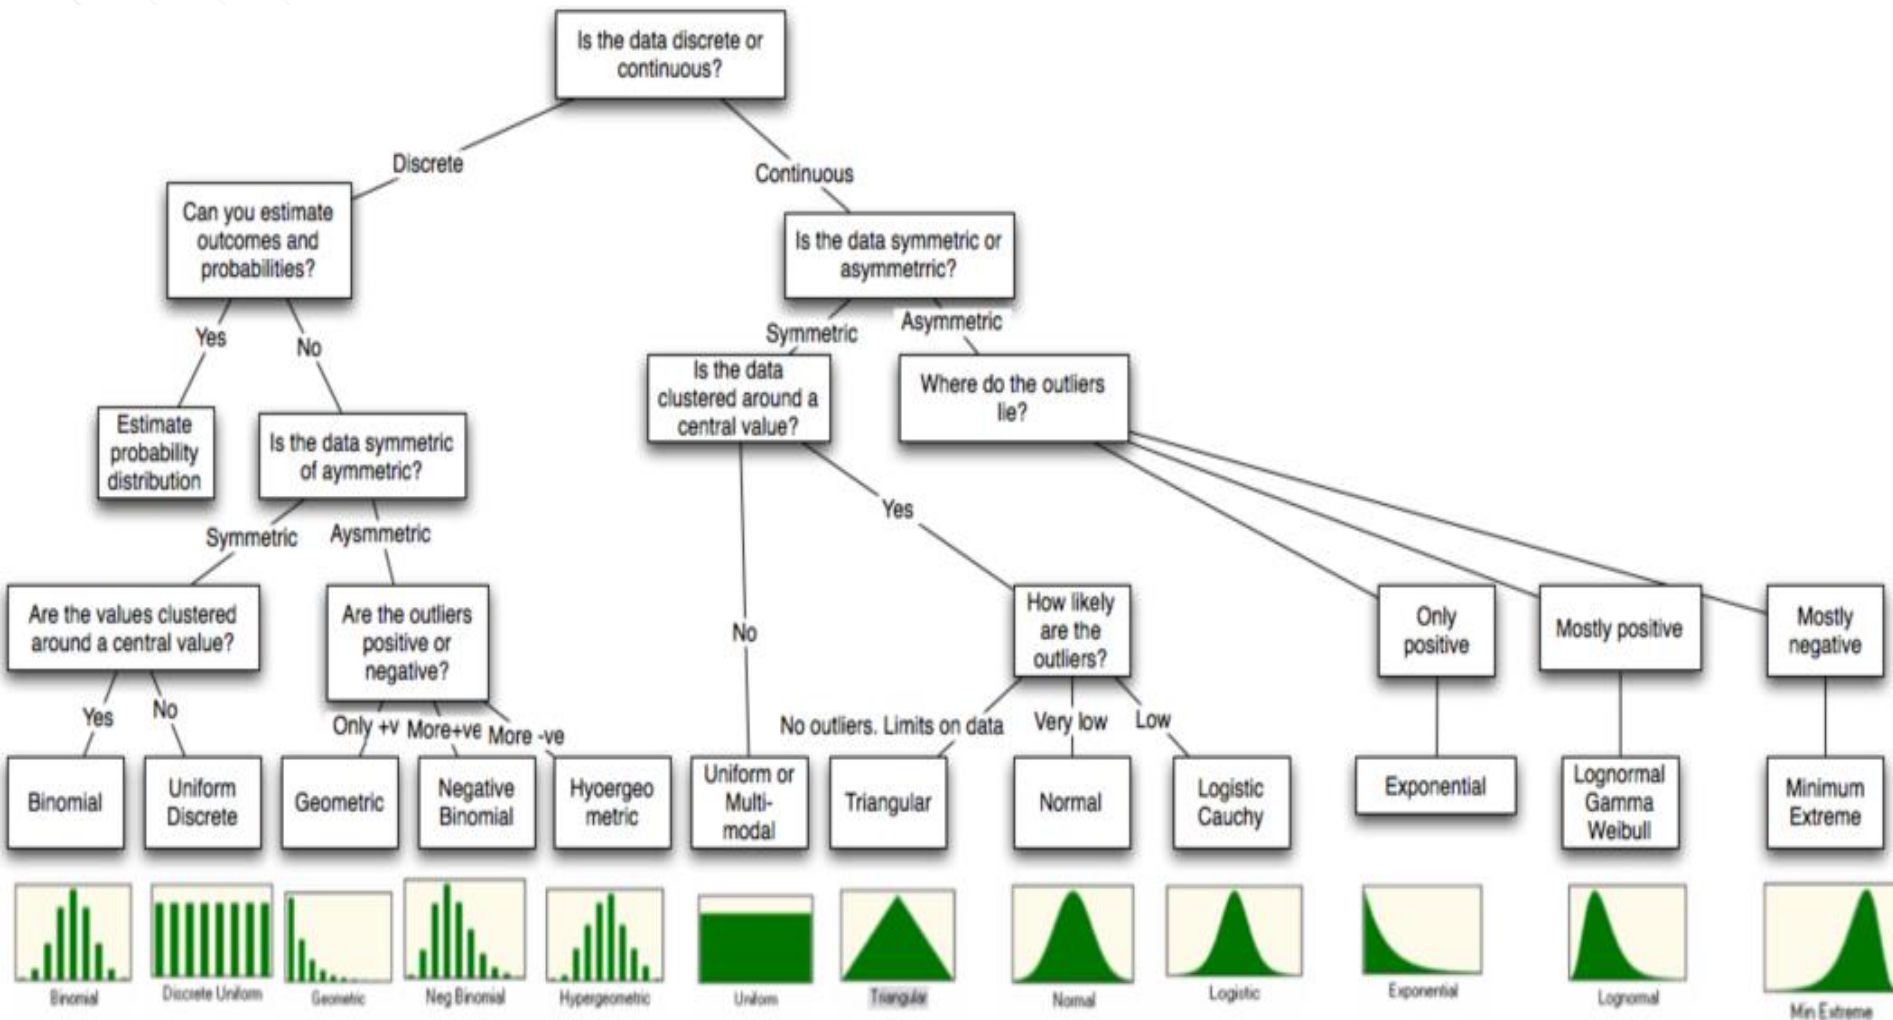 Is the data discrete or
continuous?
Discrete
Continuous
Can you estimate
outcomes and
probabilities?
Is the data symmetric or
asymmetrric?
Yes
No
Symmetric
Asymmetric
Estimate
probability
distribution
Is the data symmetric
of aymmetric?
Is the data
clustered around a
central value?
Where do the outliers
lie?
Symmetric
Aysmmetric
Yes
No
Are the values clustered
around a central value?
Are the outliers
positive or
negative?
How likely
are the
outliers?
Only
positive
Mostly positive
Mostly
negative
Yes
No
Only +v
More+ve
More -ve
No outliers. Limits on data
Very low
Low
Binomial
Uniform
Discrete
Geometric
Negative
Binomial
Hyoergeo
metric
Uniform or
Multi-
modal
Triangular
Normal
Logistic
Cauchy
Exponential
Lognormal
Gamma
Weibull
Minimum
Extreme
Binomial
Discrete Uniform
Geometric
Neg Binomial
Hypergeometric
Uniform
Triangular
Normal
Logistic
Exponential
Lognormal
Min Extreme